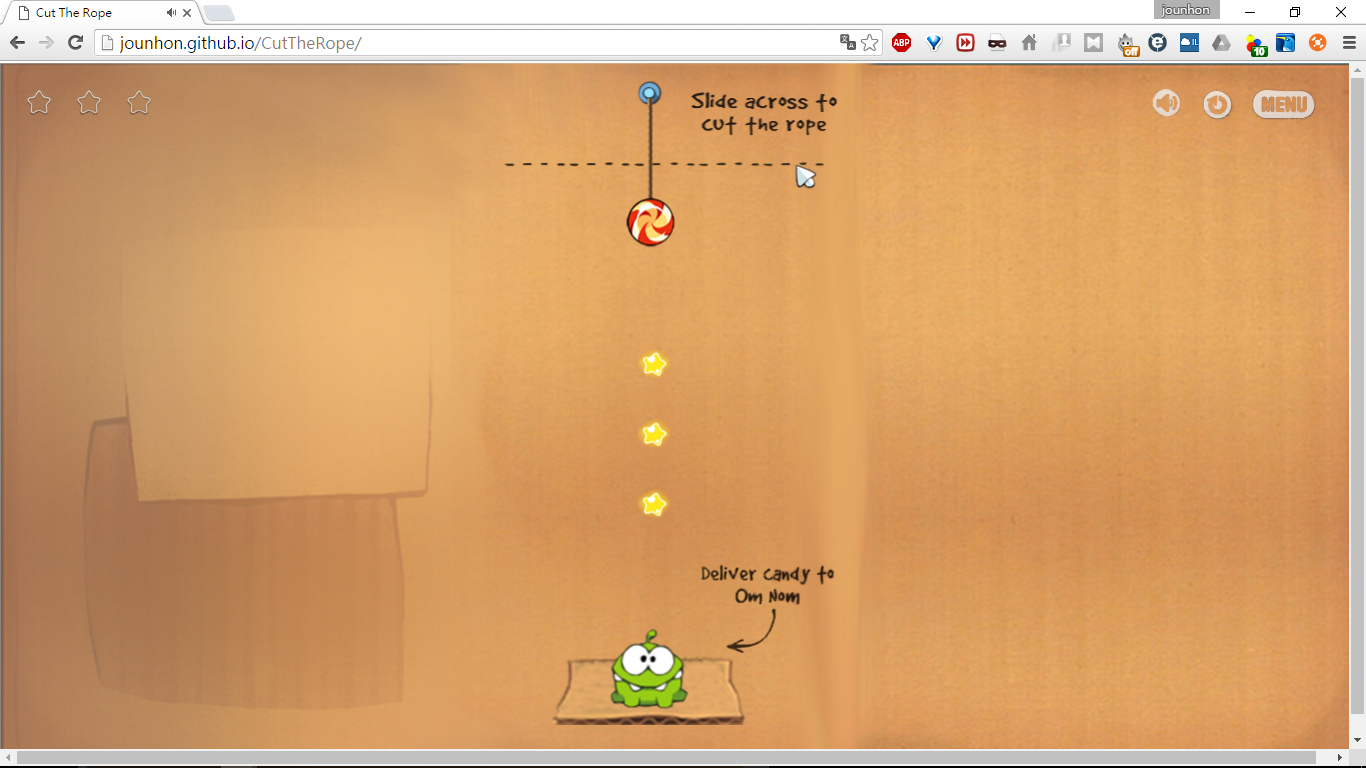 Cut The Rope
jounhon
jounhon.github.io/CutTheRope/
ABP
off
IL
10
Slide across to
cut the rope
MENU
Deliver candy to
Om Nom